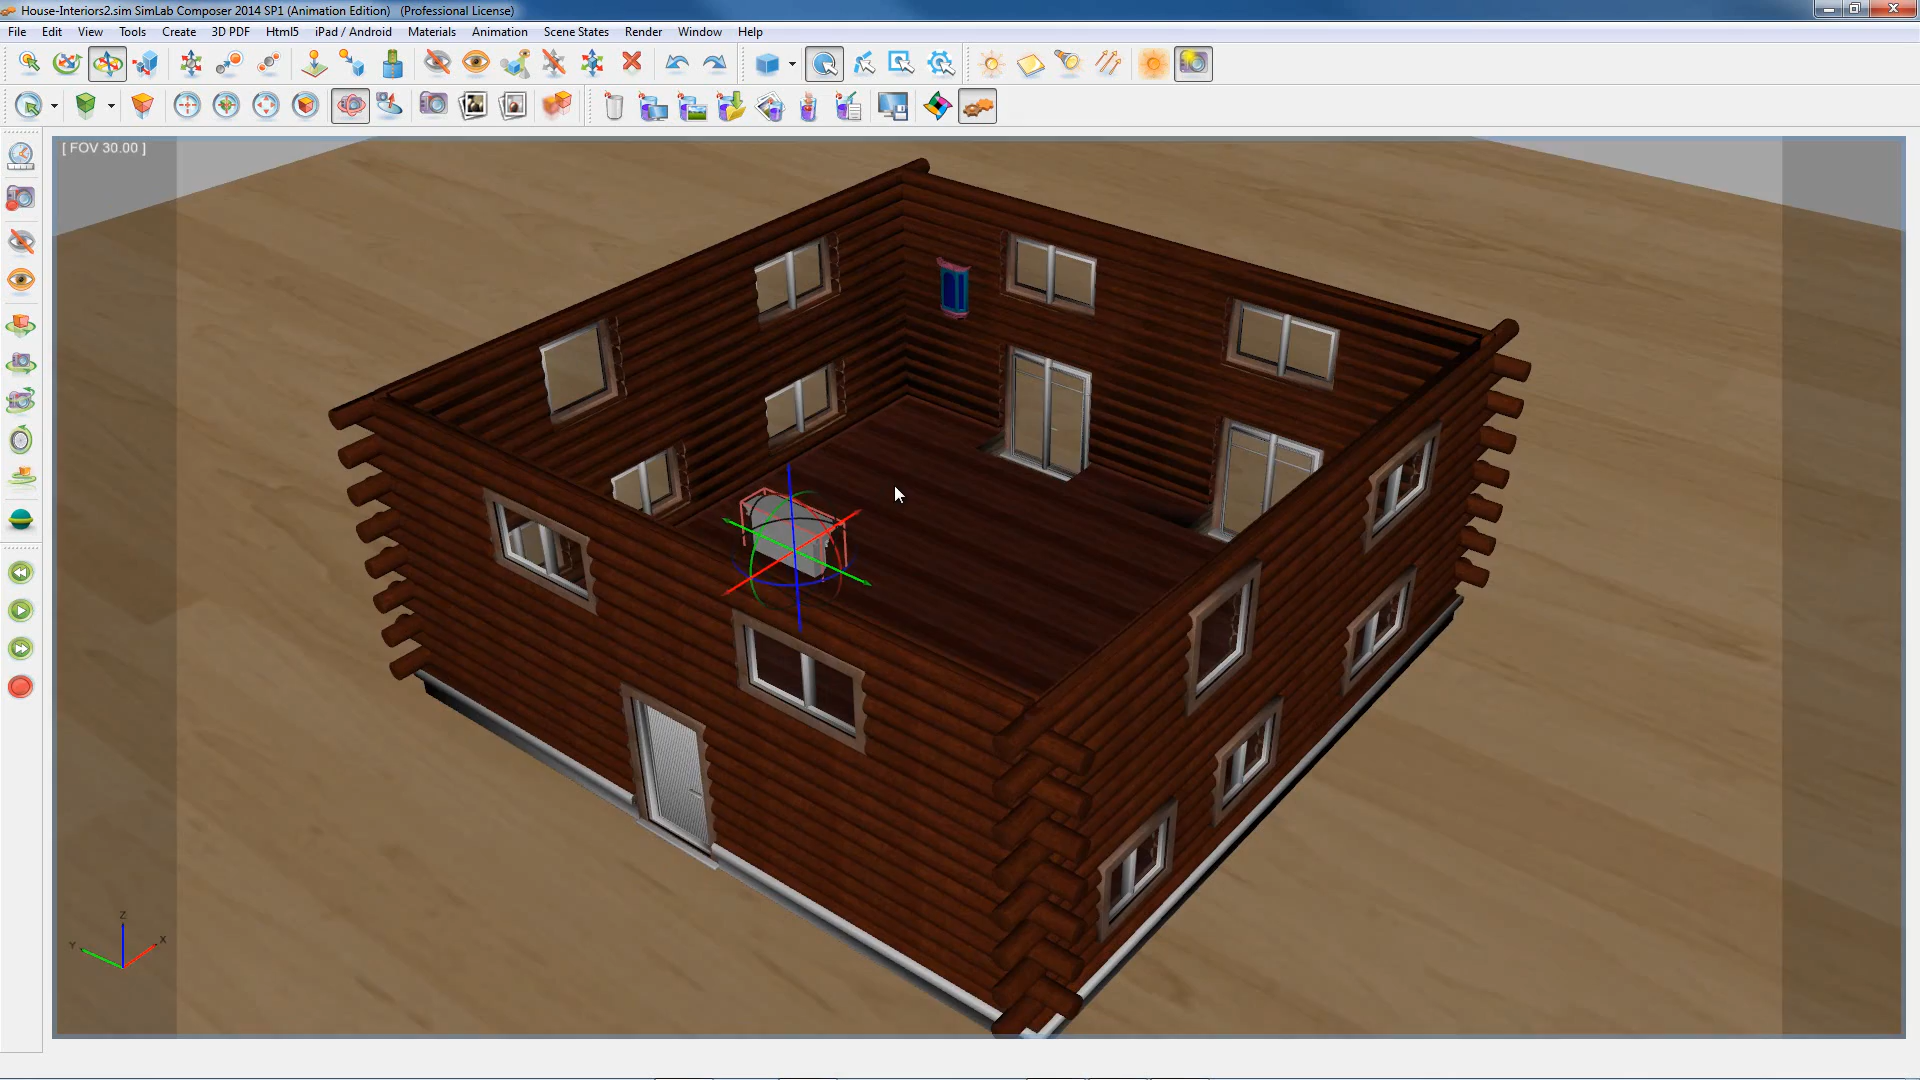 House-Interiors2.sim SimLab Composer 2014 SP1 (Animation Edition)   (Professional License)
File Edit View Tools Create 3D PDF Html5 iPad / Android Materials Animation Scene States Render Window Help
[ FOV 30.00 ]
Z
Y X